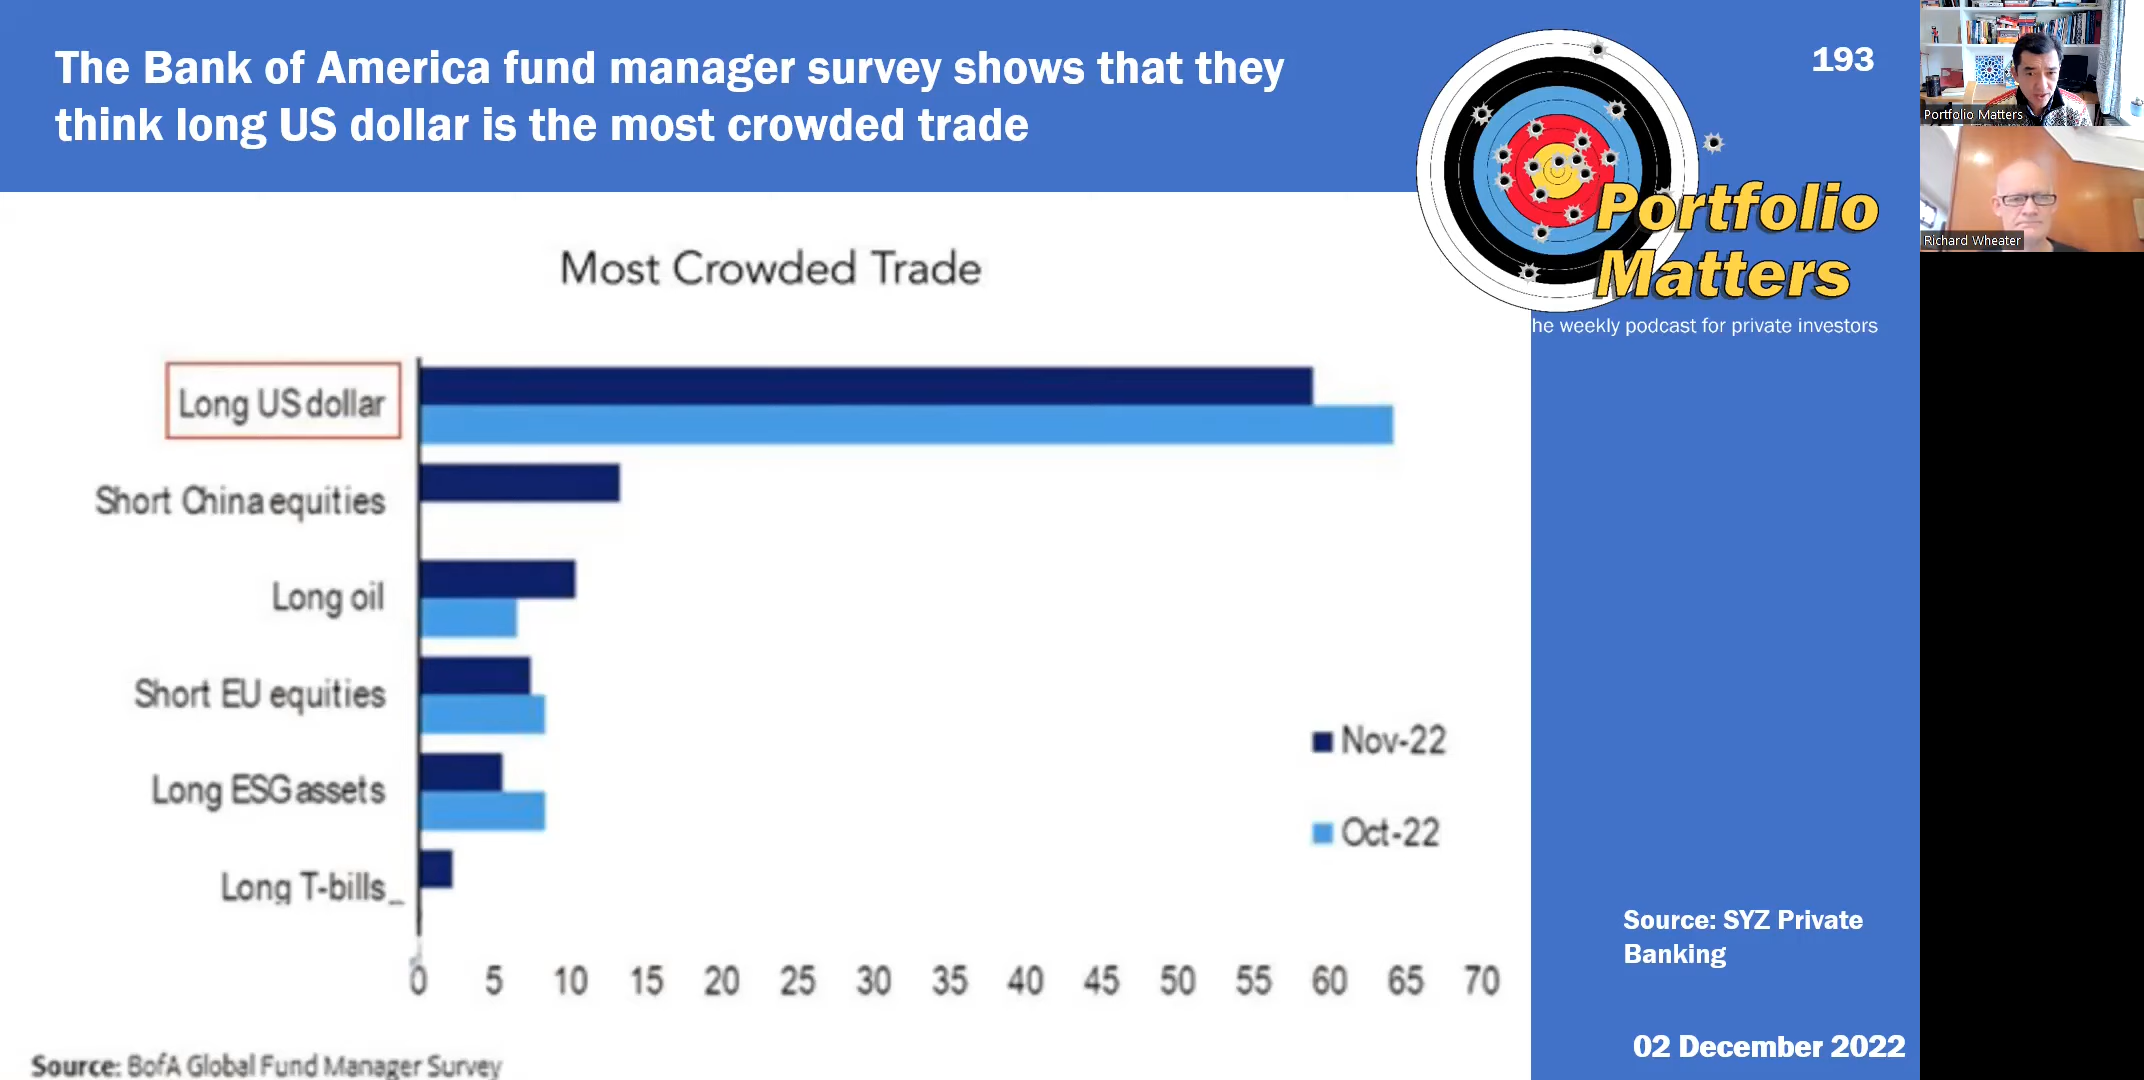 The Bank of America fund manager survey shows that they
think long US dollar is the most crowded trade
193
Portfolio
Matters
he weekly podcast for private investors
Portfolio Matters
Richard Wheater
Most Crowded Trade
Long US dollar
Short China equities
Long oil
Short EU equities
Long ESG assets
Long T-bills_
Nov-22
Oct-22
0 5 10 15 20 25 30 35 40 45 50 55 60 65 70
Source: BofA Global Fund Manager Survey
Source: SYZ Private
Banking
02 December 2022